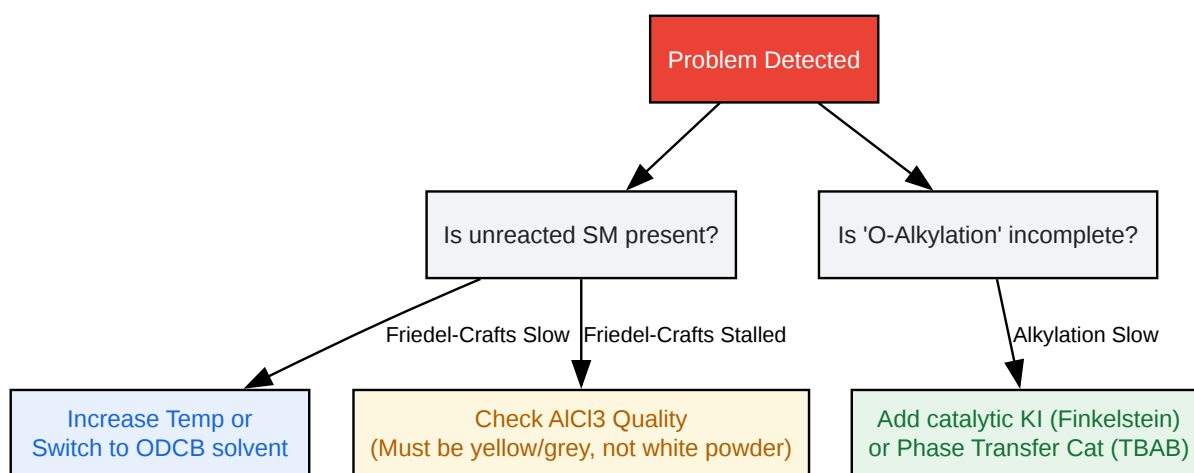 Problem Detected
Is unreacted SM present?
Is 'O-Alkylation' incomplete?
Friedel-Crafts Slow
Friedel-Crafts Stalled
Alkylation Slow
Increase Temp or
Switch to ODCB solvent
Check AlCl3 Quality
(Must be yellow/grey, not white powder)
Add catalytic KI (Finkelstein)
or Phase Transfer Cat (TBAB)